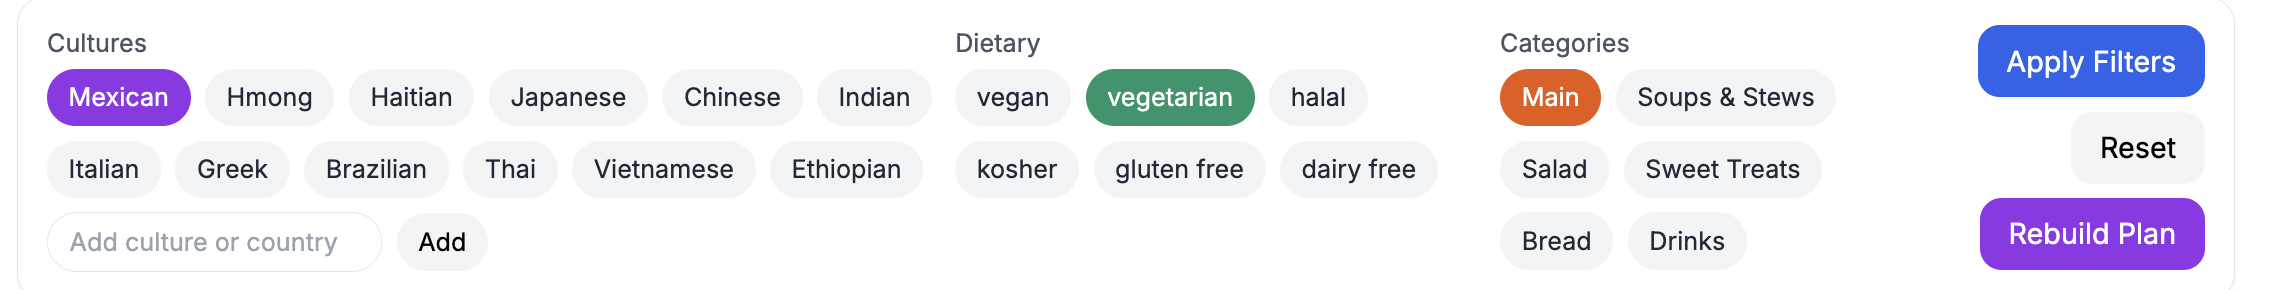 Cultures
Mexican Hmong Haitian Japanese Chinese Indian
Italian Greek Brazilian Thai Vietnamese Ethiopian
Add culture or country Add
Dietary
vegan vegetarian halal
kosher gluten free dairy free
Categories
Main Soups & Stews
Salad Sweet Treats
Bread Drinks
Apply Filters
Reset
Rebuild Plan